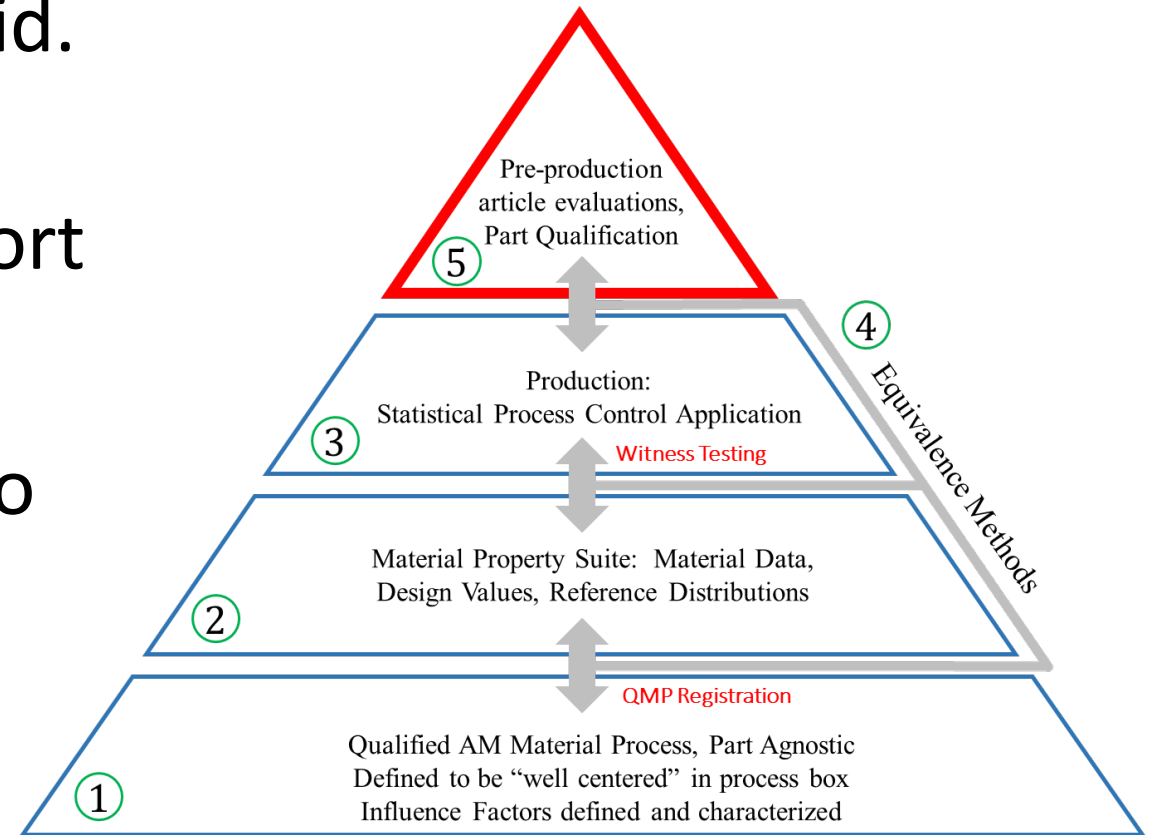 id.
ort
o
Pre-production
article evaluations,
Part Qualification
5
4
Equivalence Methods
Production:
Statistical Process Control Application
3
Witness Testing
Material Property Suite: Material Data,
Design Values, Reference Distributions
2
QMP Registration
Qualified AM Material Process, Part Agnostic
Defined to be “well centered” in process box
Influence Factors defined and characterized
1